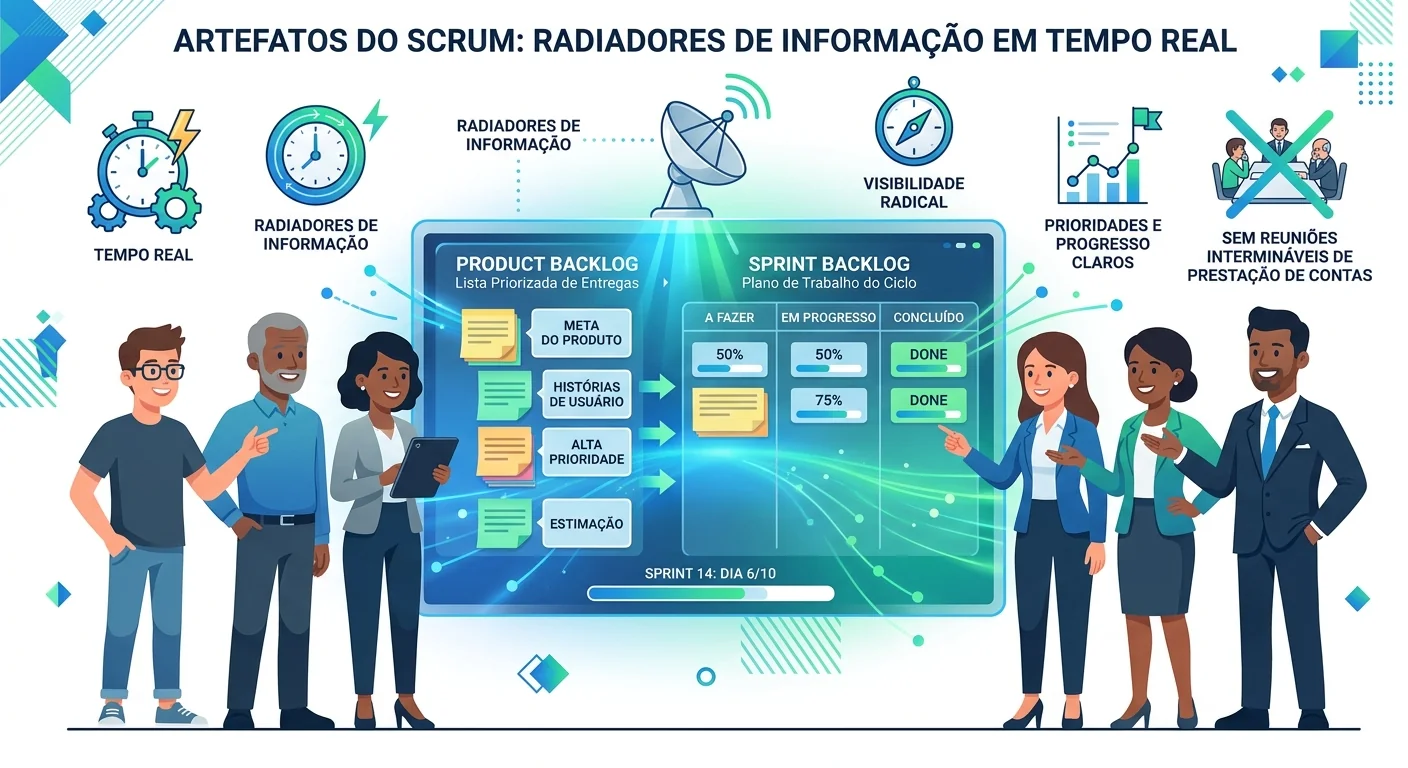 ARTEFATOS DO SCRUM: RADIADORES DE INFORMAÇÃO EM TEMPO REAL
TEMPO REAL
RADIADORES DE
INFORMAÇÃO
RADIADORES DE
INFORMAÇÃO
VISIBILIDADE
RADICAL
PRIORIDADES E
PROGRESSO
CLAROS
SEM REUNIÕES
INTERMINÁVEIS DE
PRESTAÇÃO DE CONTAS
PRODUCT BACKLOG
Lista Priorizada de Entregas
META
DO PRODUTO
HISTÓRIAS
DE USUÁRIO
ALTA
PRIORIDADE
ESTIMAÇÃO
SPRINT BACKLOG
Plano de Trabalho do Ciclo
A FAZER
EM PROGRESSO
CONCLUÍDO
50%
50%
DONE
75%
DONE
SPRINT 14: DIA 6/10